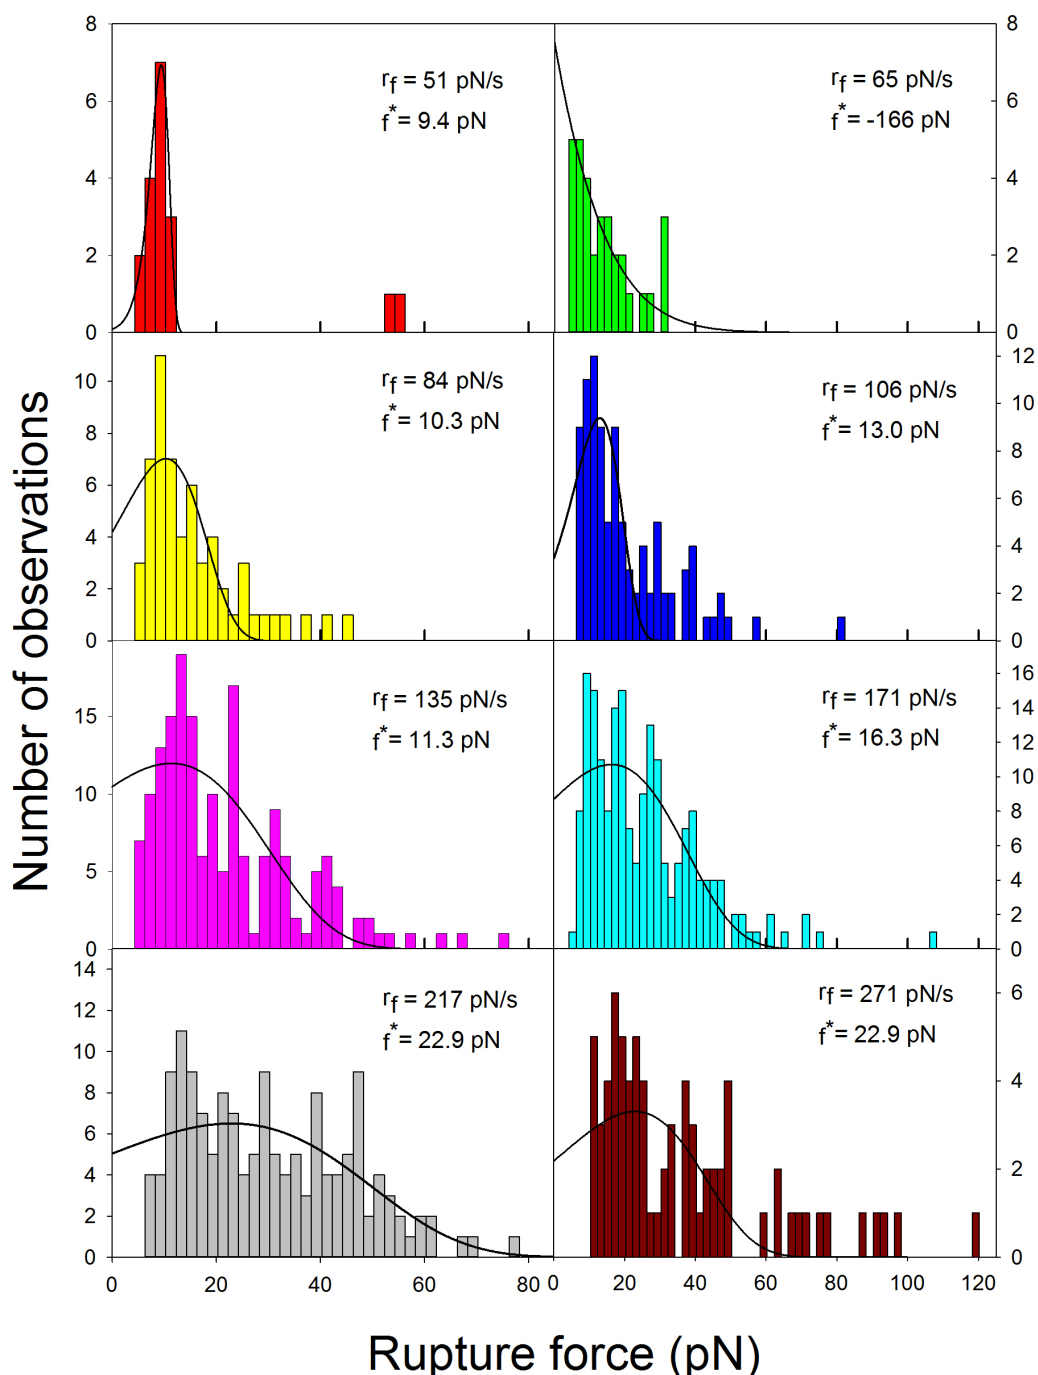 Number of observations
8
6
4
2
0
r_f = 51 pN/s
f*= 9.4 pN
8
6
4
2
0
r_f = 65 pN/s
f*= -166 pN
10
8
6
4
2
0
r_f = 84 pN/s
f*= 10.3 pN
12
10
8
6
4
2
0
r_f = 106 pN/s
f*= 13.0 pN
15
10
5
0
r_f = 135 pN/s
f*= 11.3 pN
16
14
12
10
8
6
4
2
0
r_f = 171 pN/s
f*= 16.3 pN
14
12
10
8
6
4
2
0
r_f = 217 pN/s
f*= 22.9 pN
6
4
2
0
r_f = 271 pN/s
f*= 22.9 pN
0 20 40 60 80 20 40 60 80 100 120
Rupture force (pN)